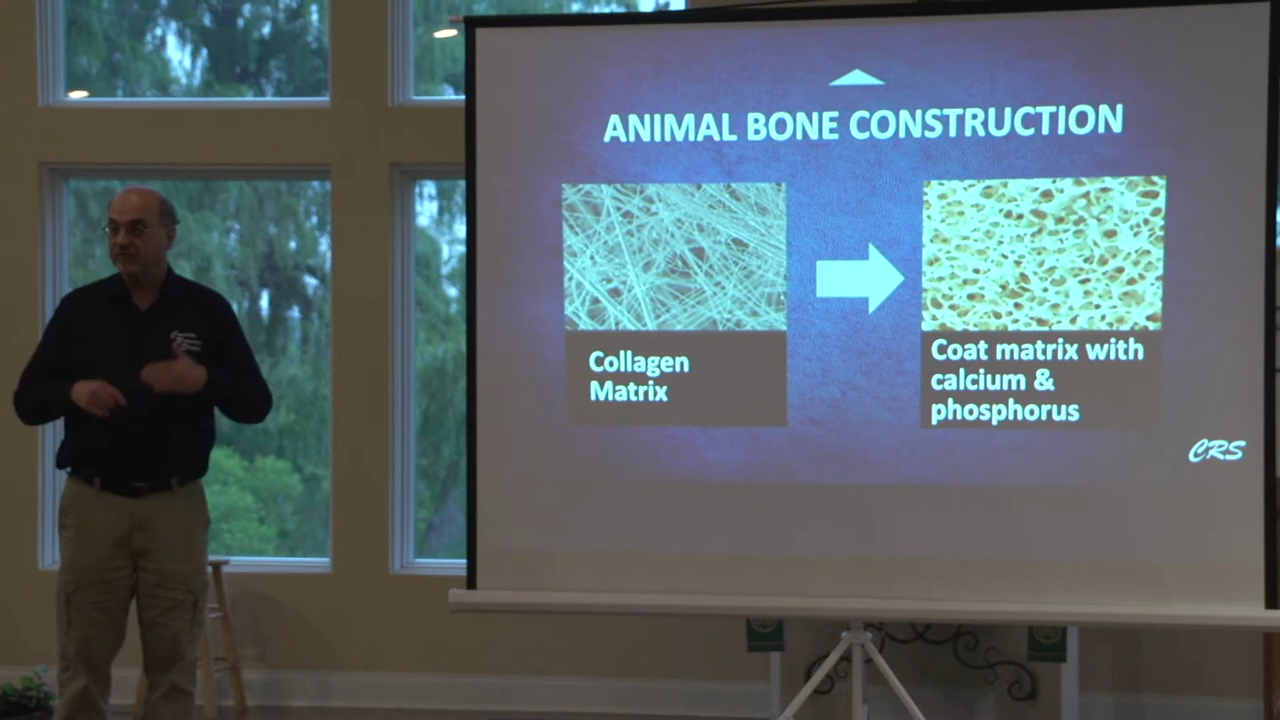 ANIMAL BONE CONSTRUCTION
Collagen
Matrix
Coat matrix with
calcium &
phosphorus
CRS